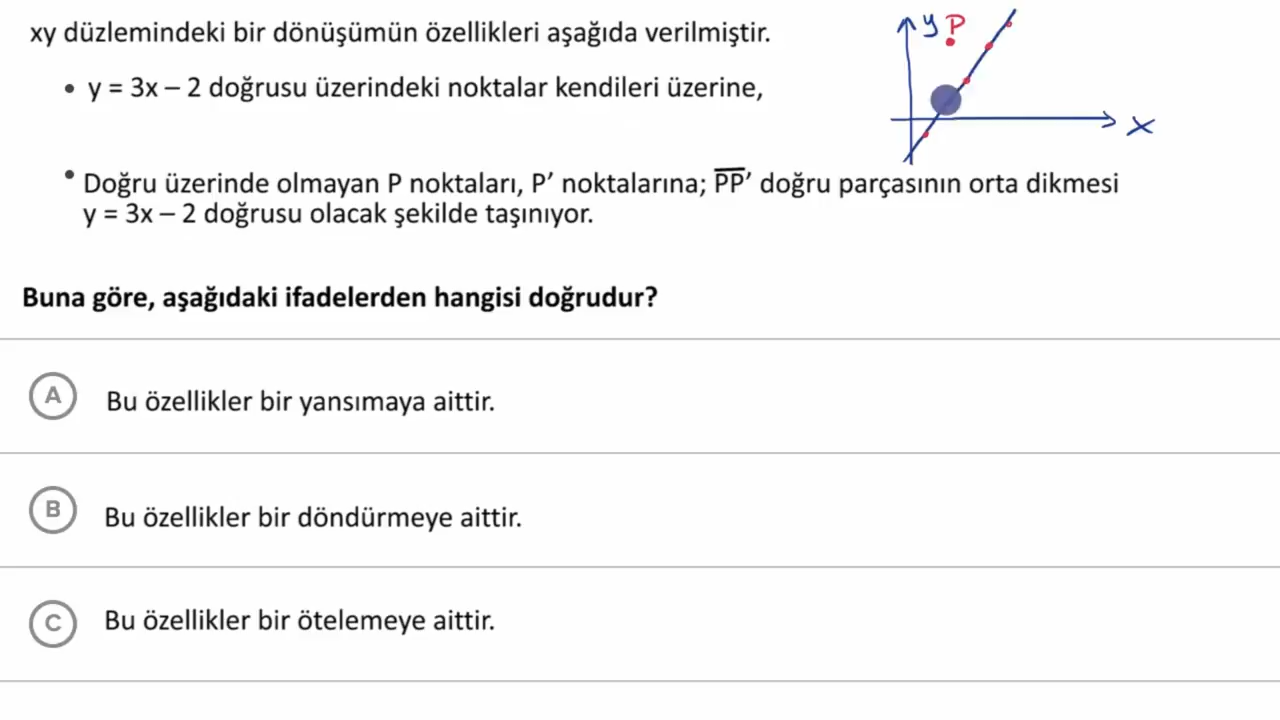 xy düzlemindeki bir dönüşümün özellikleri aşağıda verilmiştir.
y P
• y = 3x – 2 doğrusu üzerindeki noktalar kendileri üzerine,
x
• Doğru üzerinde olmayan P noktaları, P′ noktalarına; P̅P̅′ doğru parçasının orta dikmesi
y = 3x – 2 doğrusu olacak şekilde taşınıyor.
Buna göre, aşağıdaki ifadelerden hangisi doğrudur?
A Bu özellikler bir yansımaya aittir.
B Bu özellikler bir döndürmeye aittir.
C Bu özellikler bir ötelemeye aittir.